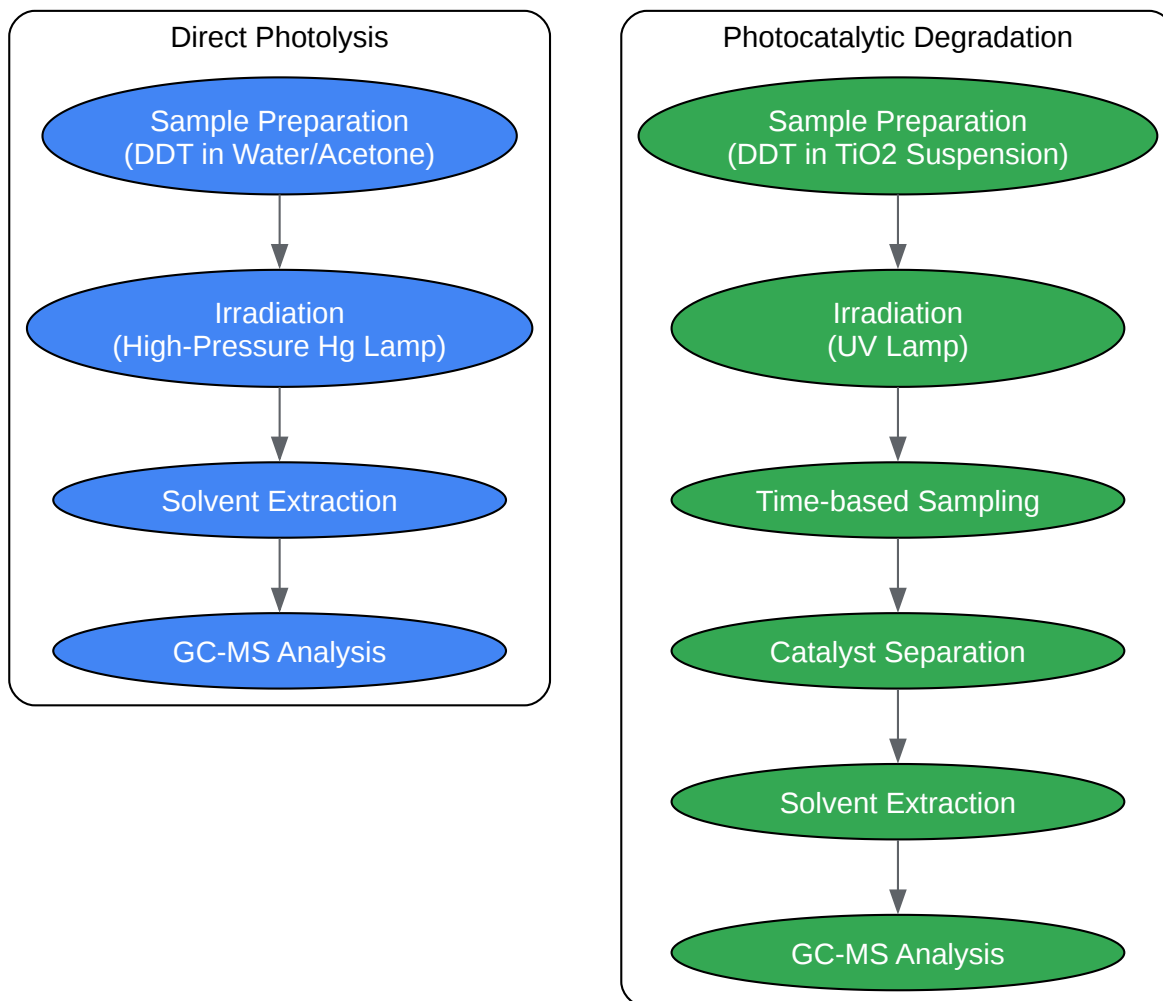 Direct Photolysis
Sample Preparation
(DDT in Water/Acetone)
Irradiation
(High-Pressure Hg Lamp)
Solvent Extraction
GC-MS Analysis
Photocatalytic Degradation
Sample Preparation
(DDT in TiO2 Suspension)
Irradiation
(UV Lamp)
Time-based Sampling
Catalyst Separation
Solvent Extraction
GC-MS Analysis